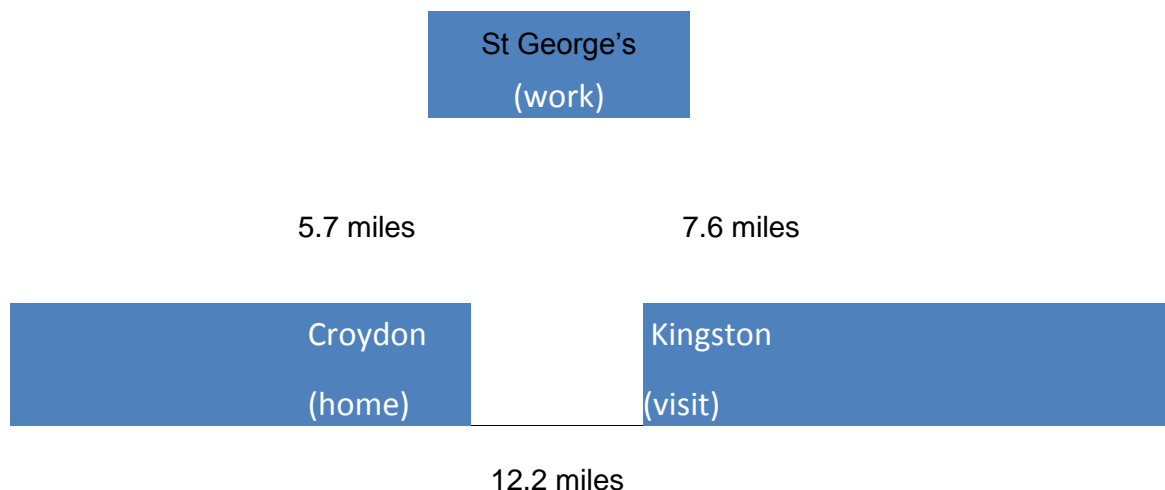 St George’s
(work)
5.7 miles 7.6 miles
Croydon Kingston
(home) (visit)
12.2 miles